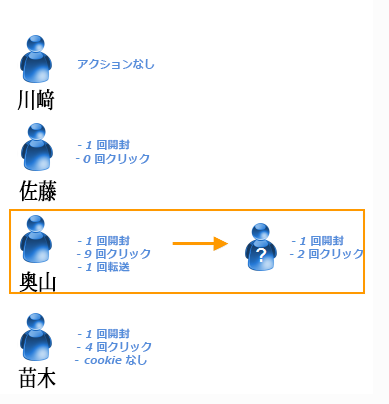 アクションなし
川﨑
- 1 回開封
- 0 回クリック
佐藤
- 1 回開封
- 9 回クリック
- 1 回転送
奥山
?
- 1 回開封
- 2 回クリック
- 1 回開封
- 4 回クリック
- cookie なし
苗木